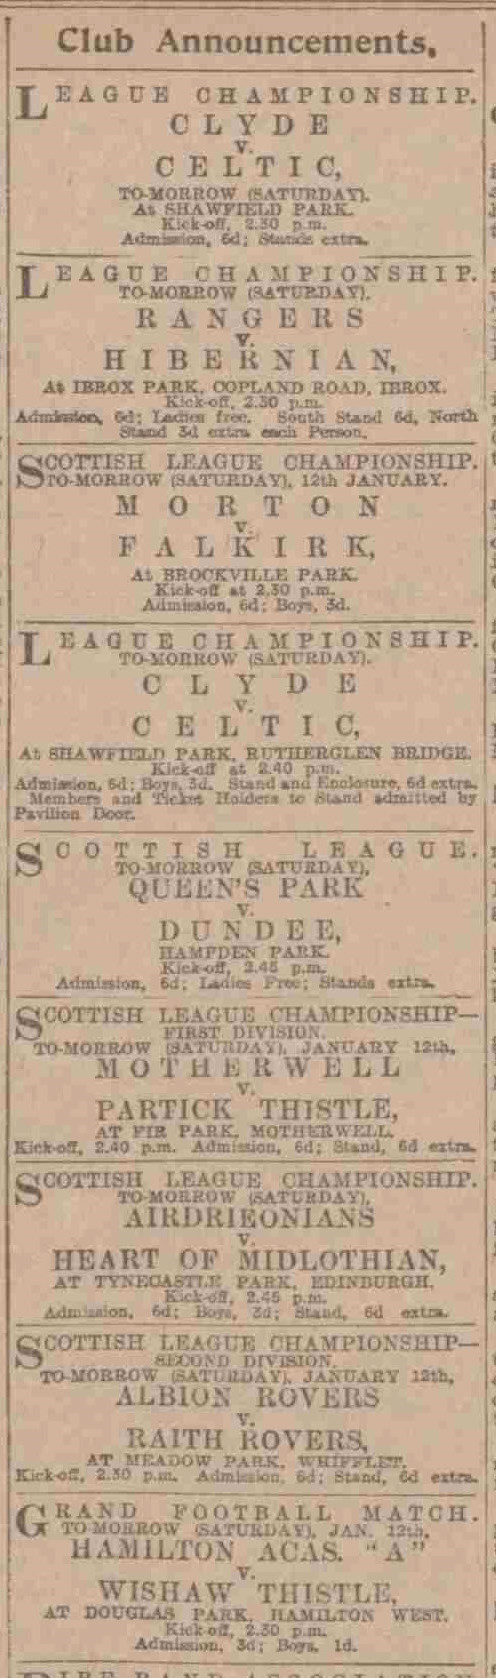 Club Announcements.
LEAGUE CHAMPIONSHIP.
CLYDE
v.
CELTIC,
TO-MORROW (SATURDAY).
At SHAWFIELD PARK.
Kick-off, 2.30 p.m.
Admission, 6d; Stands extra.
LEAGUE CHAMPIONSHIP.
TO-MORROW (SATURDAY).
RANGERS
v.
HIBERNIAN,
At IBROX PARK, COPLAND ROAD, IBROX.
Kick-off, 2.30 p.m.
Admission, 6d; Ladies free. South Stand 6d, North
Stand 3d extra each Person.
SCOTTISH LEAGUE CHAMPIONSHIP.
TO-MORROW (SATURDAY), 12th JANUARY.
MORTON
v.
FALKIRK,
At BROCKVILLE PARK.
Kick-off at 2.30 p.m.
Admission, 6d; Boys, 3d.
LEAGUE CHAMPIONSHIP.
TO-MORROW (SATURDAY).
CLYDE
v.
CELTIC,
At SHAWFIELD PARK, RUTHERGLEN BRIDGE.
Kick-off at 2.40 p.m.
Admission, 6d; Boys, 3d. Stand and Enclosure, 6d extra.
Members and Ticket Holders to Stand admitted by
Pavilion Door.
SCOTTISH LEAGUE.
TO-MORROW (SATURDAY),
QUEEN'S PARK
v.
DUNDEE,
HAMPDEN PARK.
Kick-off, 2.45 p.m.
Admission, 6d; Ladies Free; Stands extra.
SCOTTISH LEAGUE CHAMPIONSHIP—
FIRST DIVISION.
TO-MORROW (SATURDAY), JANUARY 12th,
MOTHERWELL
v.
PARTICK THISTLE,
AT FIR PARK, MOTHERWELL.
Kick-off, 2.40 p.m. Admission, 6d; Stand, 6d extra.
SCOTTISH LEAGUE CHAMPIONSHIP.
TO-MORROW (SATURDAY),
AIRDRIEONIANS
v.
HEART OF MIDLOTHIAN,
AT TYNECASTLE PARK, EDINBURGH.
Kick-off, 2.45 p.m.
Admission, 6d; Boys, 3d; Stand, 6d extra.
SCOTTISH LEAGUE CHAMPIONSHIP—
SECOND DIVISION.
TO-MORROW (SATURDAY), JANUARY 12th,
ALBION ROVERS
v.
RAITH ROVERS,
AT MEADOW PARK, WHIFFLET.
Kick-off, 2.30 p.m. Admission, 6d; Stand, 6d extra.
GRAND FOOTBALL MATCH.
TO-MORROW (SATURDAY), JAN. 12th,
HAMILTON ACAS. "A"
v.
WISHAW THISTLE,
AT DOUGLAS PARK, HAMILTON WEST.
Kick-off, 2.30 p.m.
Admission, 3d; Boys, 1d.